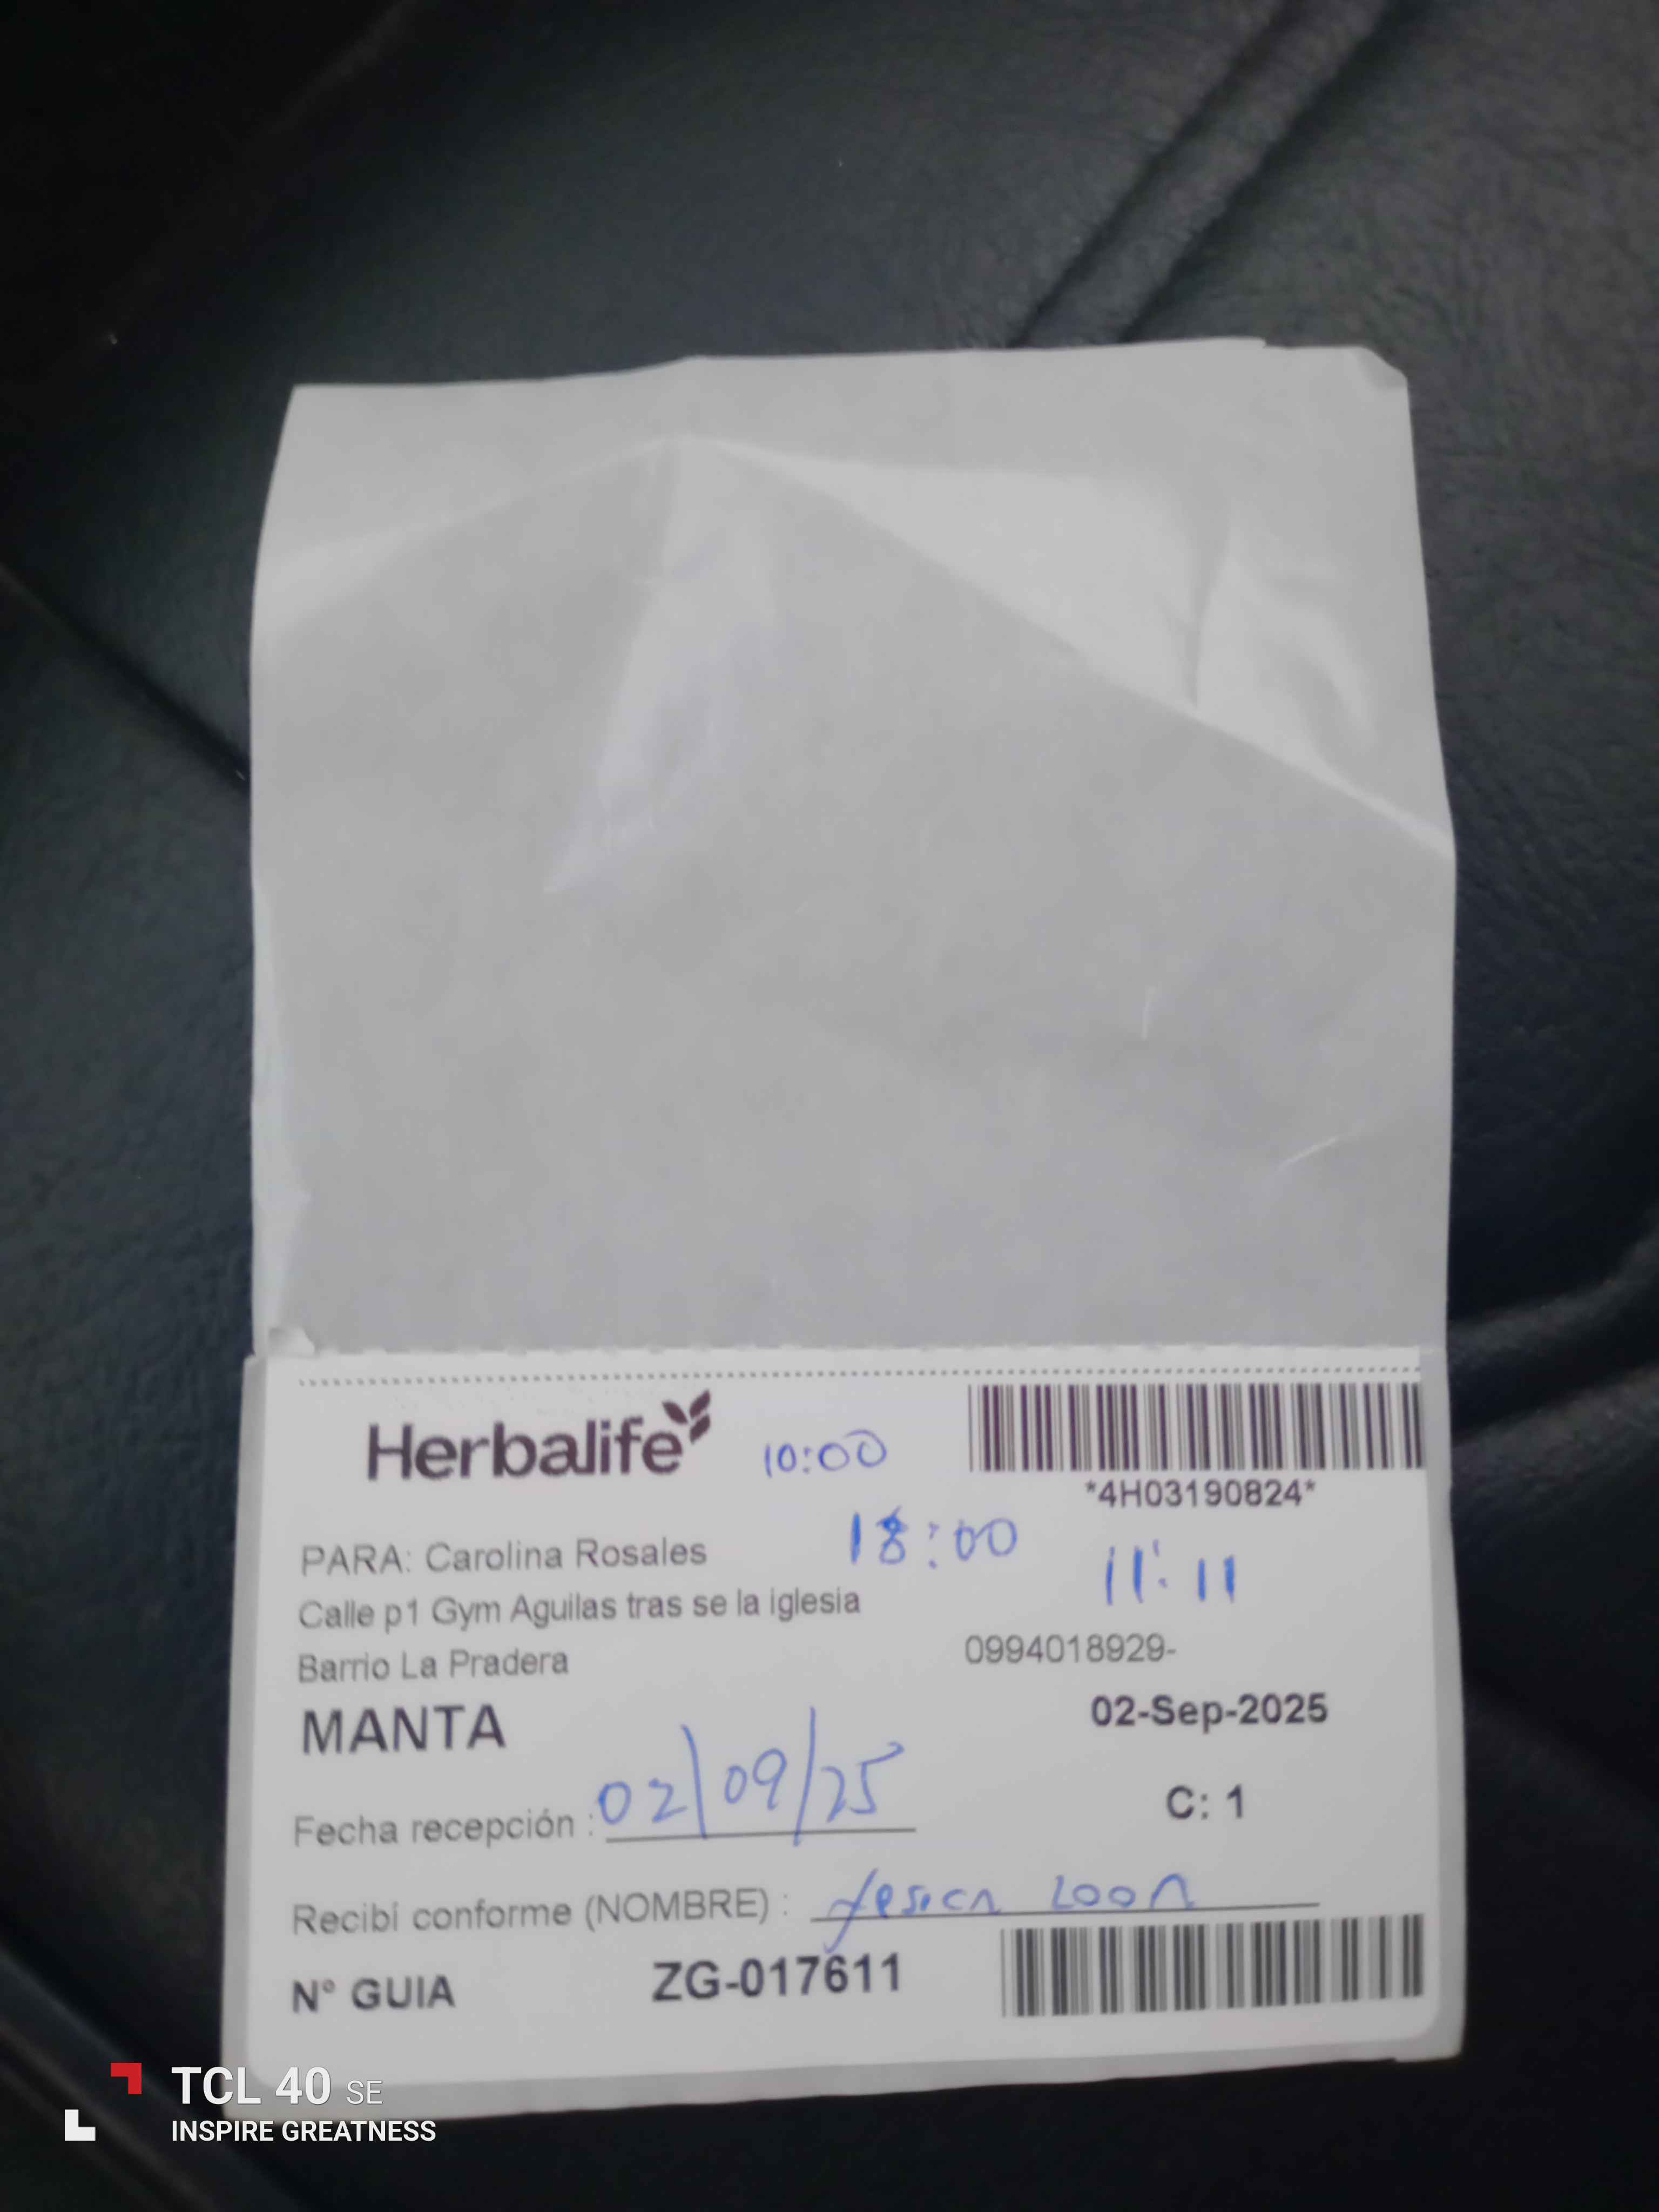 Herbalife 10:00
*4H03190824*
PARA: Carolina Rosales 18:00
11:11
Calle p1 Gym Aguilas tras se la iglesia
Barrio La Pradera 0994018929-
MANTA 02-Sep-2025
Fecha recepción : 02/09/25 C: 1
Recibí conforme (NOMBRE) : Jesica
N° GUIA ZG-017611
TCL 40 SE
INSPIRE GREATNESS